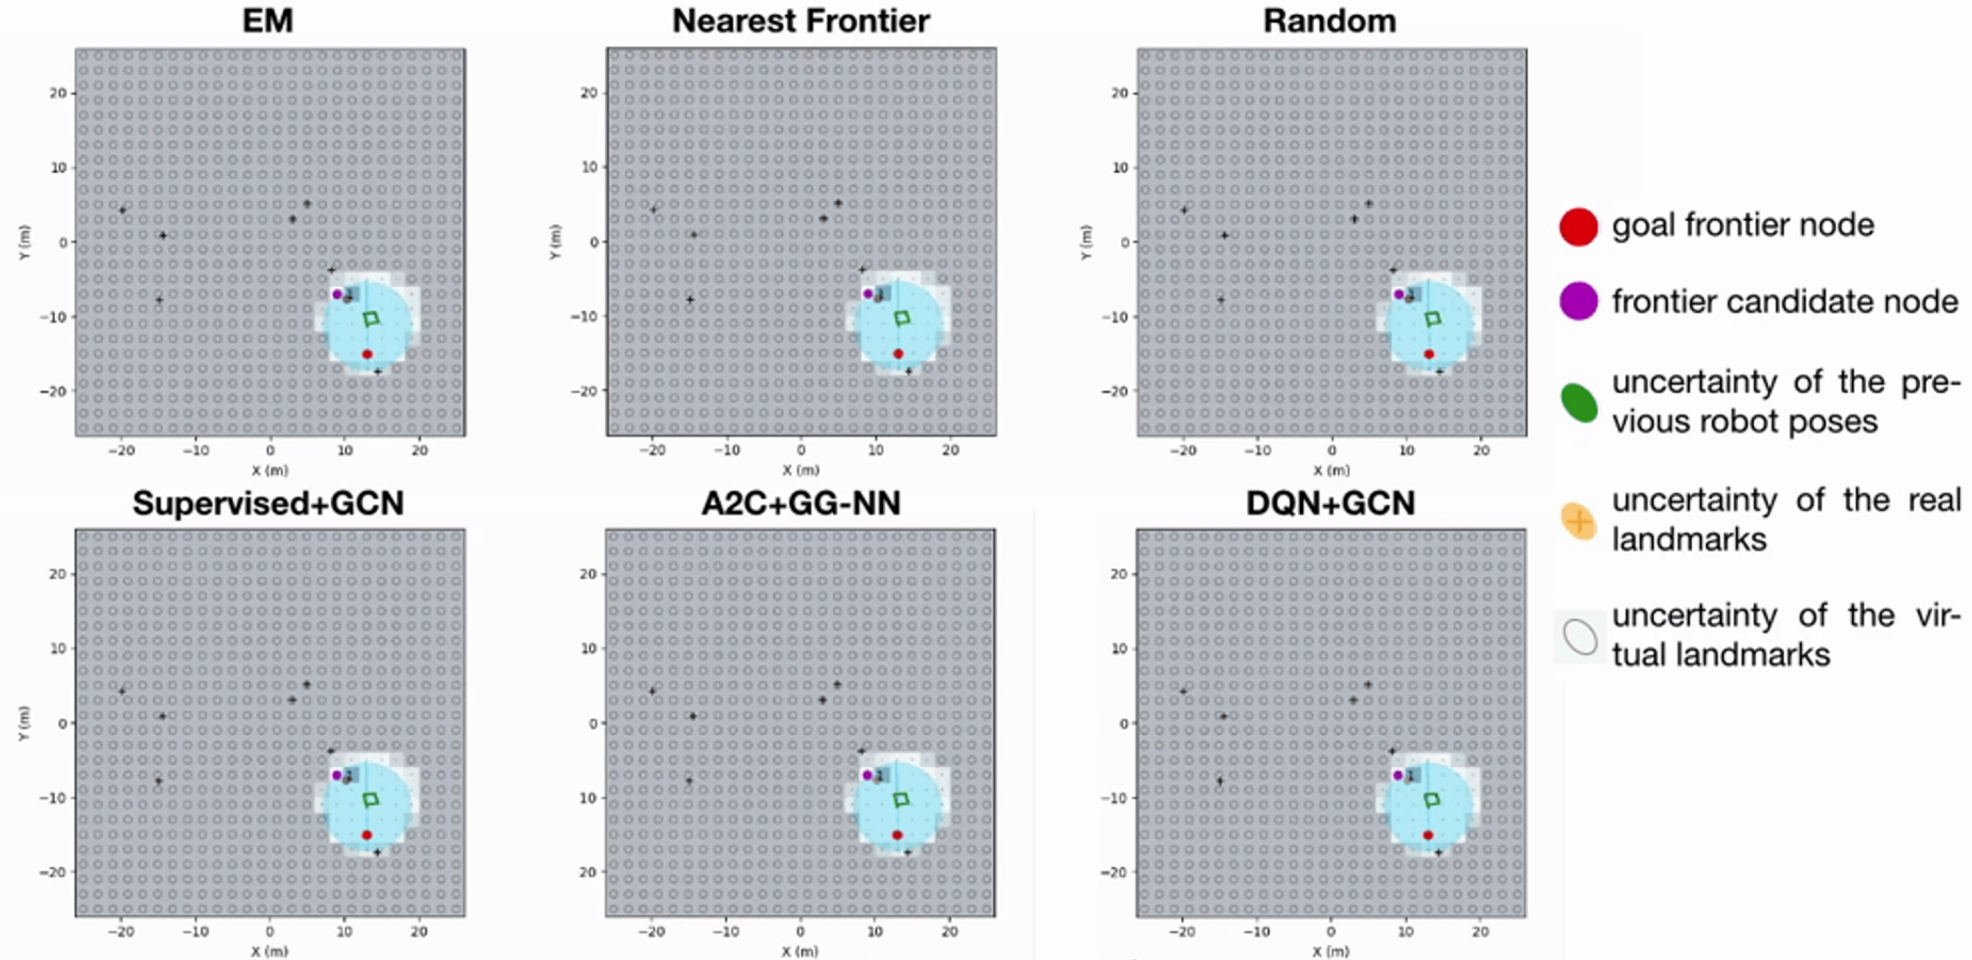 EM
Nearest Frontier
Random
20
10
0
−10
−20
Y (m)
−20
−10
0
10
20
X (m)
20
10
0
−10
−20
Y (m)
−20
−10
0
10
20
X (m)
20
10
0
−10
−20
Y (m)
−20
−10
0
10
20
X (m)
Supervised+GCN
A2C+GG-NN
DQN+GCN
20
10
0
−10
−20
Y (m)
−20
−10
0
10
20
X (m)
20
10
0
10
20
−20
−10
0
10
20
X (m)
20
10
0
−10
−20
−20
−10
0
10
20
X (m)
goal frontier node
frontier candidate node
uncertainty of the pre-
vious robot poses
uncertainty of the real
landmarks
uncertainty of the vir-
tual landmarks